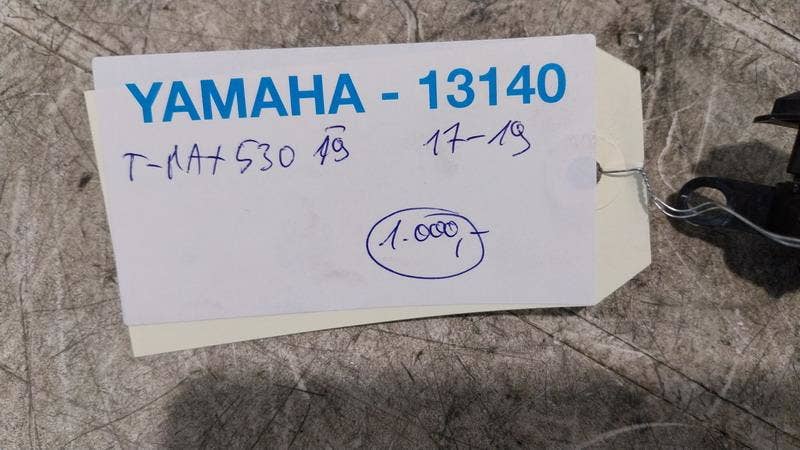 YAMAHA - 13140
T-MAX 530 19 17-19
1.000,-